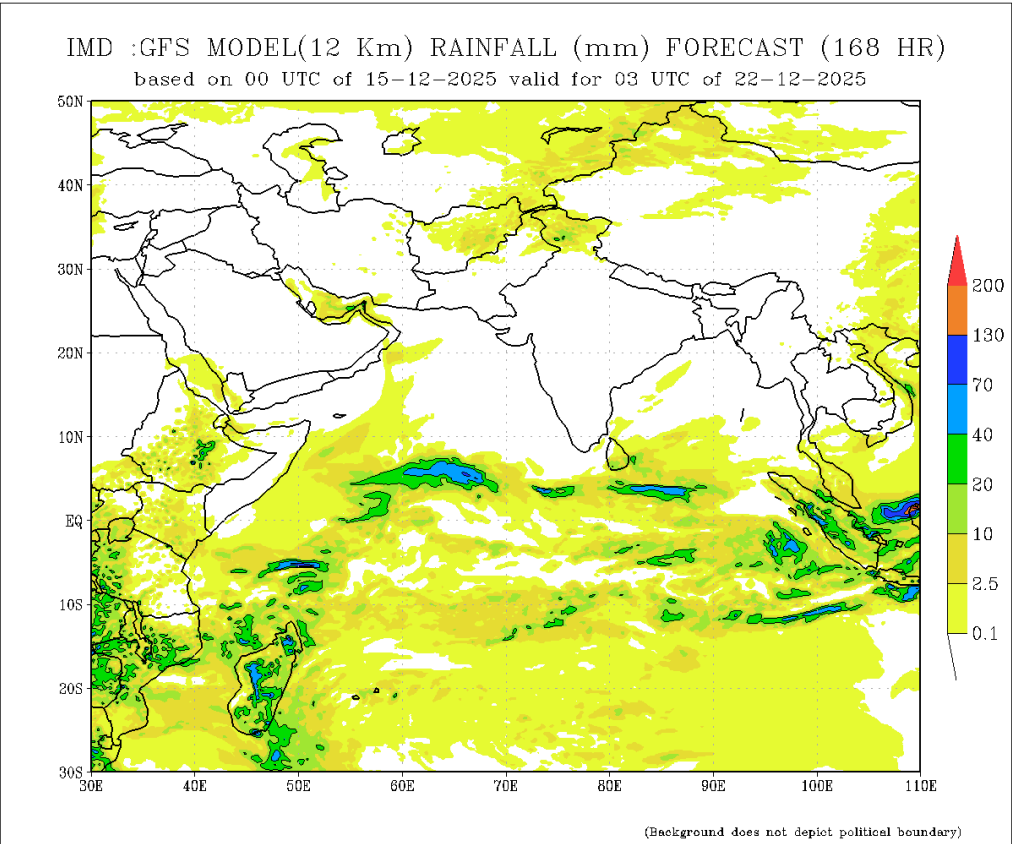 IMD :GFS MODEL(12 Km) RAINFALL (mm) FORECAST (168 HR)
based on 00 UTC of 15-12-2025 valid for 03 UTC of 22-12-2025
50N
40N
30N
20N
10N
EQ
10S
20S
30S
30E 40E 50E 60E 70E 80E 90E 100E 110E
200
130
70
40
20
10
2.5
0.1
(Background does not depict political boundary)